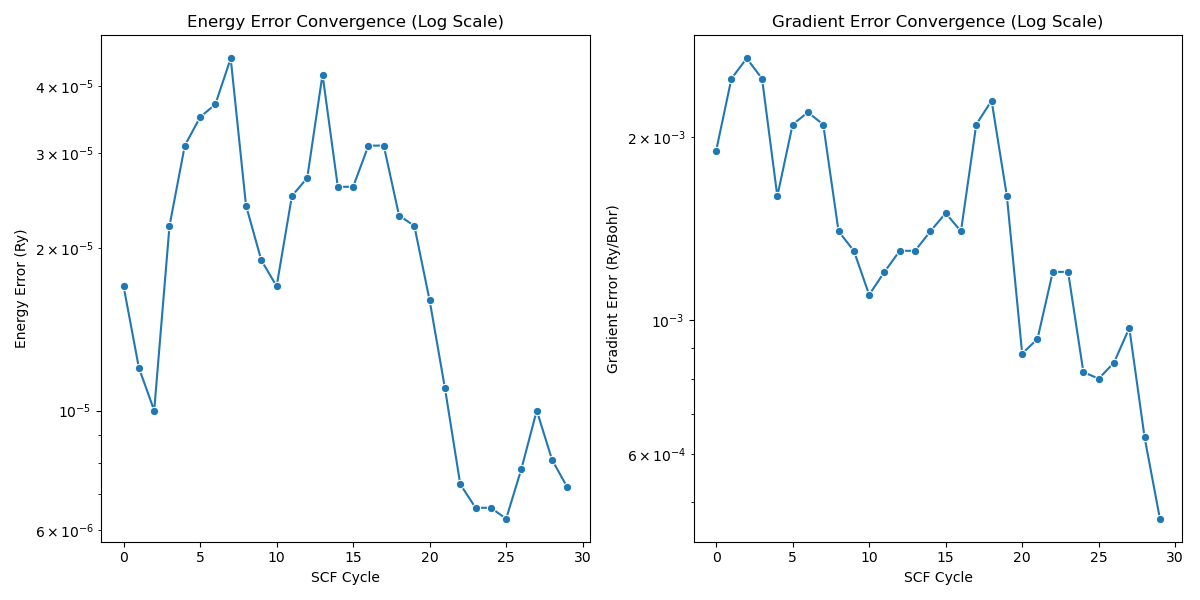 Energy Error Convergence (Log Scale)
4 × 10⁻⁵
3 × 10⁻⁵
2 × 10⁻⁵
10⁻⁵
6 × 10⁻⁶
Energy Error (Ry)
0 5 10 15 20 25 30
SCF Cycle
Gradient Error Convergence (Log Scale)
2 × 10⁻³
10⁻³
6 × 10⁻⁴
Gradient Error (Ry/Bohr)
0 5 10 15 20 25 30
SCF Cycle